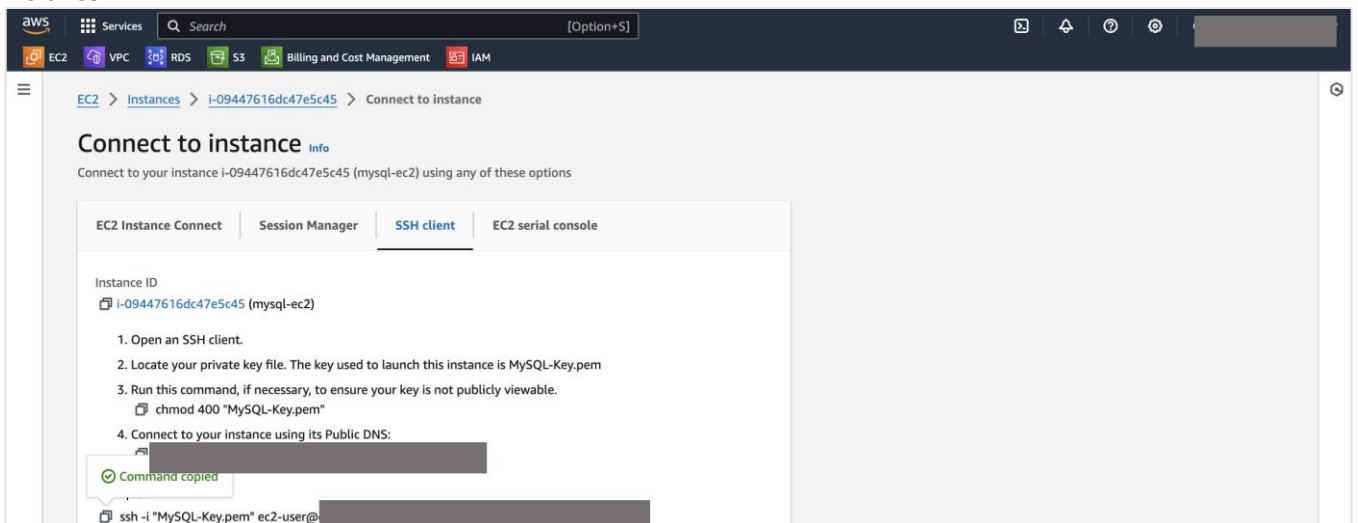 aws Services Search [Option+S]
EC2 VPC RDS S3 Billing and Cost Management IAM
EC2 > Instances > i-09447616dc47e5c45 > Connect to instance
Connect to instance Info
Connect to your instance i-09447616dc47e5c45 (mysql-ec2) using any of these options
EC2 Instance Connect Session Manager SSH client EC2 serial console
Instance ID
i-09447616dc47e5c45 (mysql-ec2)
1. Open an SSH client.
2. Locate your private key file. The key used to launch this instance is MySQL-Key.pem
3. Run this command, if necessary, to ensure your key is not publicly viewable.
chmod 400 "MySQL-Key.pem"
4. Connect to your instance using its Public DNS:
Command copied
ssh -i "MySQL-Key.pem" ec2-user@